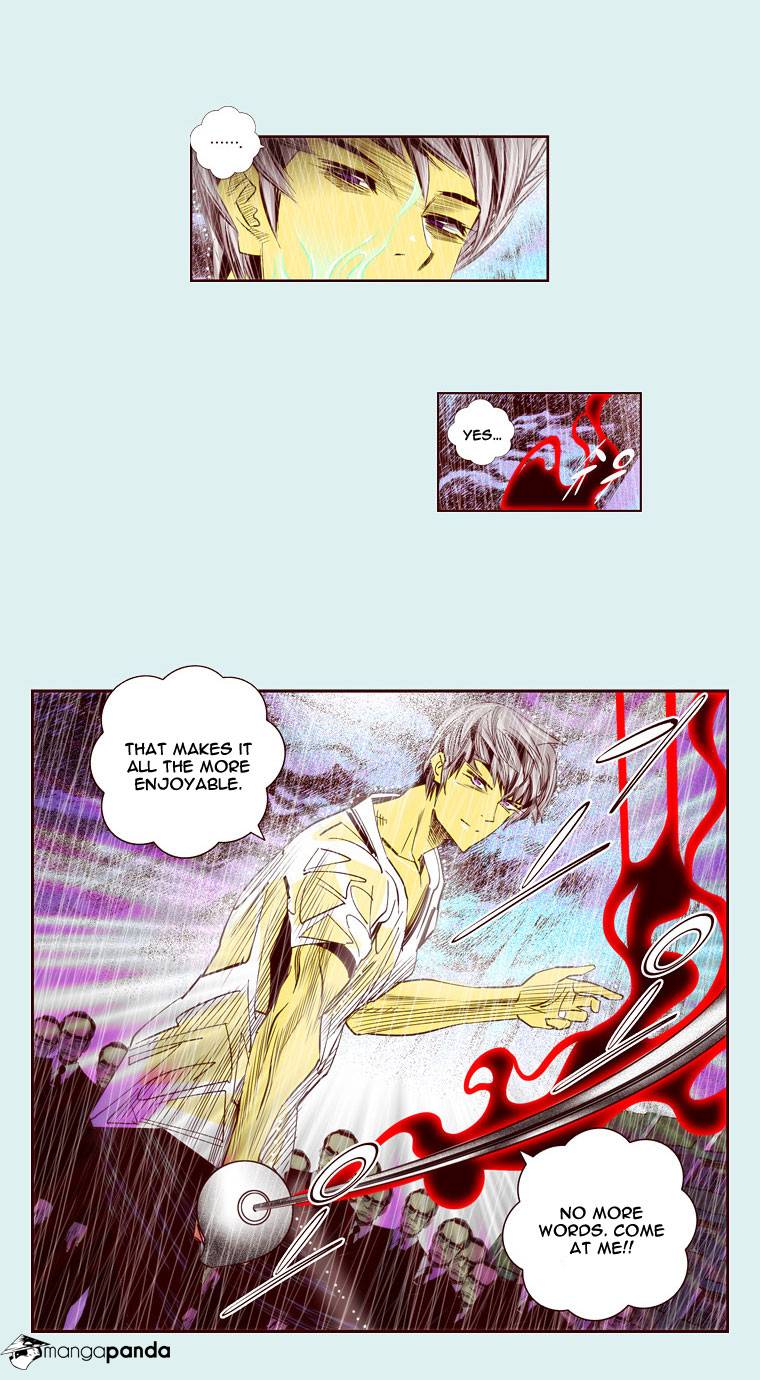 .......
YES...
THAT MAKES IT
ALL THE MORE
ENJOYABLE.
NO MORE
WORDS. COME
AT ME!!
mangapanda